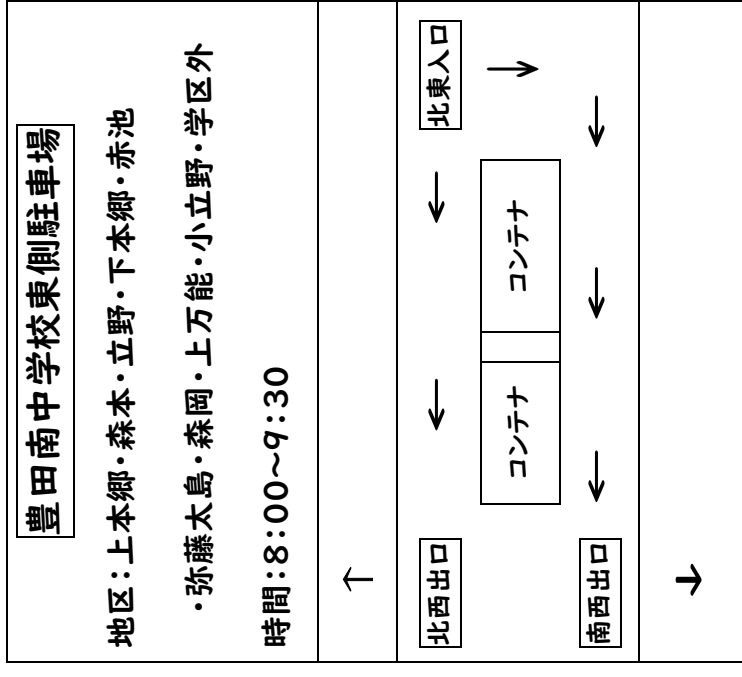 豊田南中学校東側駐車場
地区:上本郷・森本・立野・下本郷・赤池
・弥藤太島・森岡・上万能・小立野・学区外
時間:8:00~9:30
北西出口
北東入口
コンテナ
コンテナ
南西出口